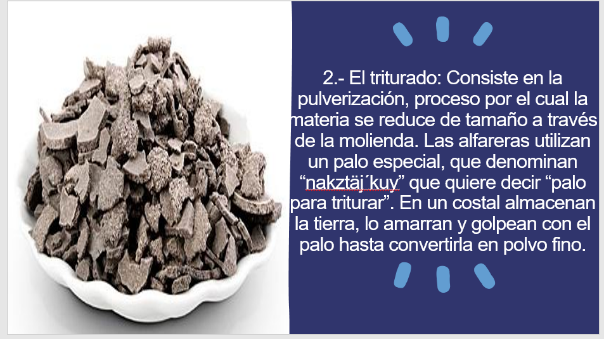 2.- El triturado: Consiste en la
pulverización, proceso por el cual la
materia se reduce de tamaño a través
de la molienda. Las alfareras utilizan
un palo especial, que denominan
“nakztäj´kuy” que quiere decir “palo
para triturar”. En un costal almacenan
la tierra, lo amarran y golpean con el
palo hasta convertirla en polvo fino.